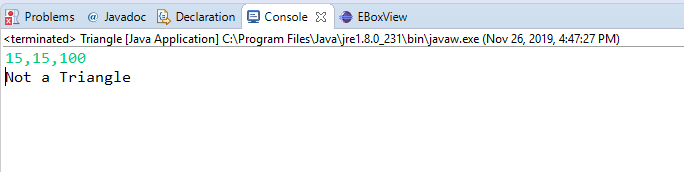 Problems @ Javadoc Declaration Console EBoxView
<terminated> Triangle [Java Application] C:\Program Files\Java\jre1.8.0_231\bin\javaw.exe (Nov 26, 2019, 4:47:27 PM)
15,15,100
Not a Triangle